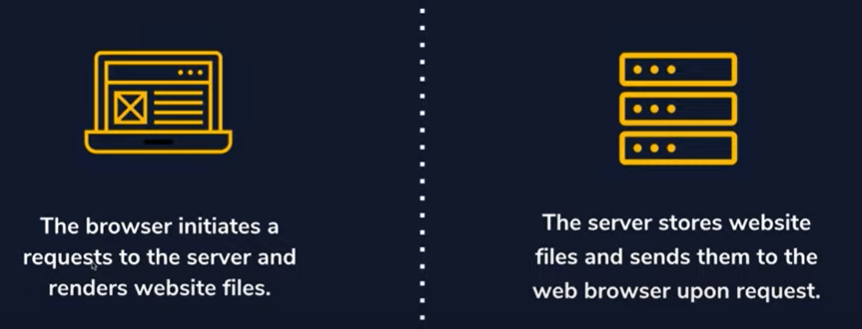 The browser initiates a
requests to the server and
renders website files.
The server stores website
files and sends them to the
web browser upon request.